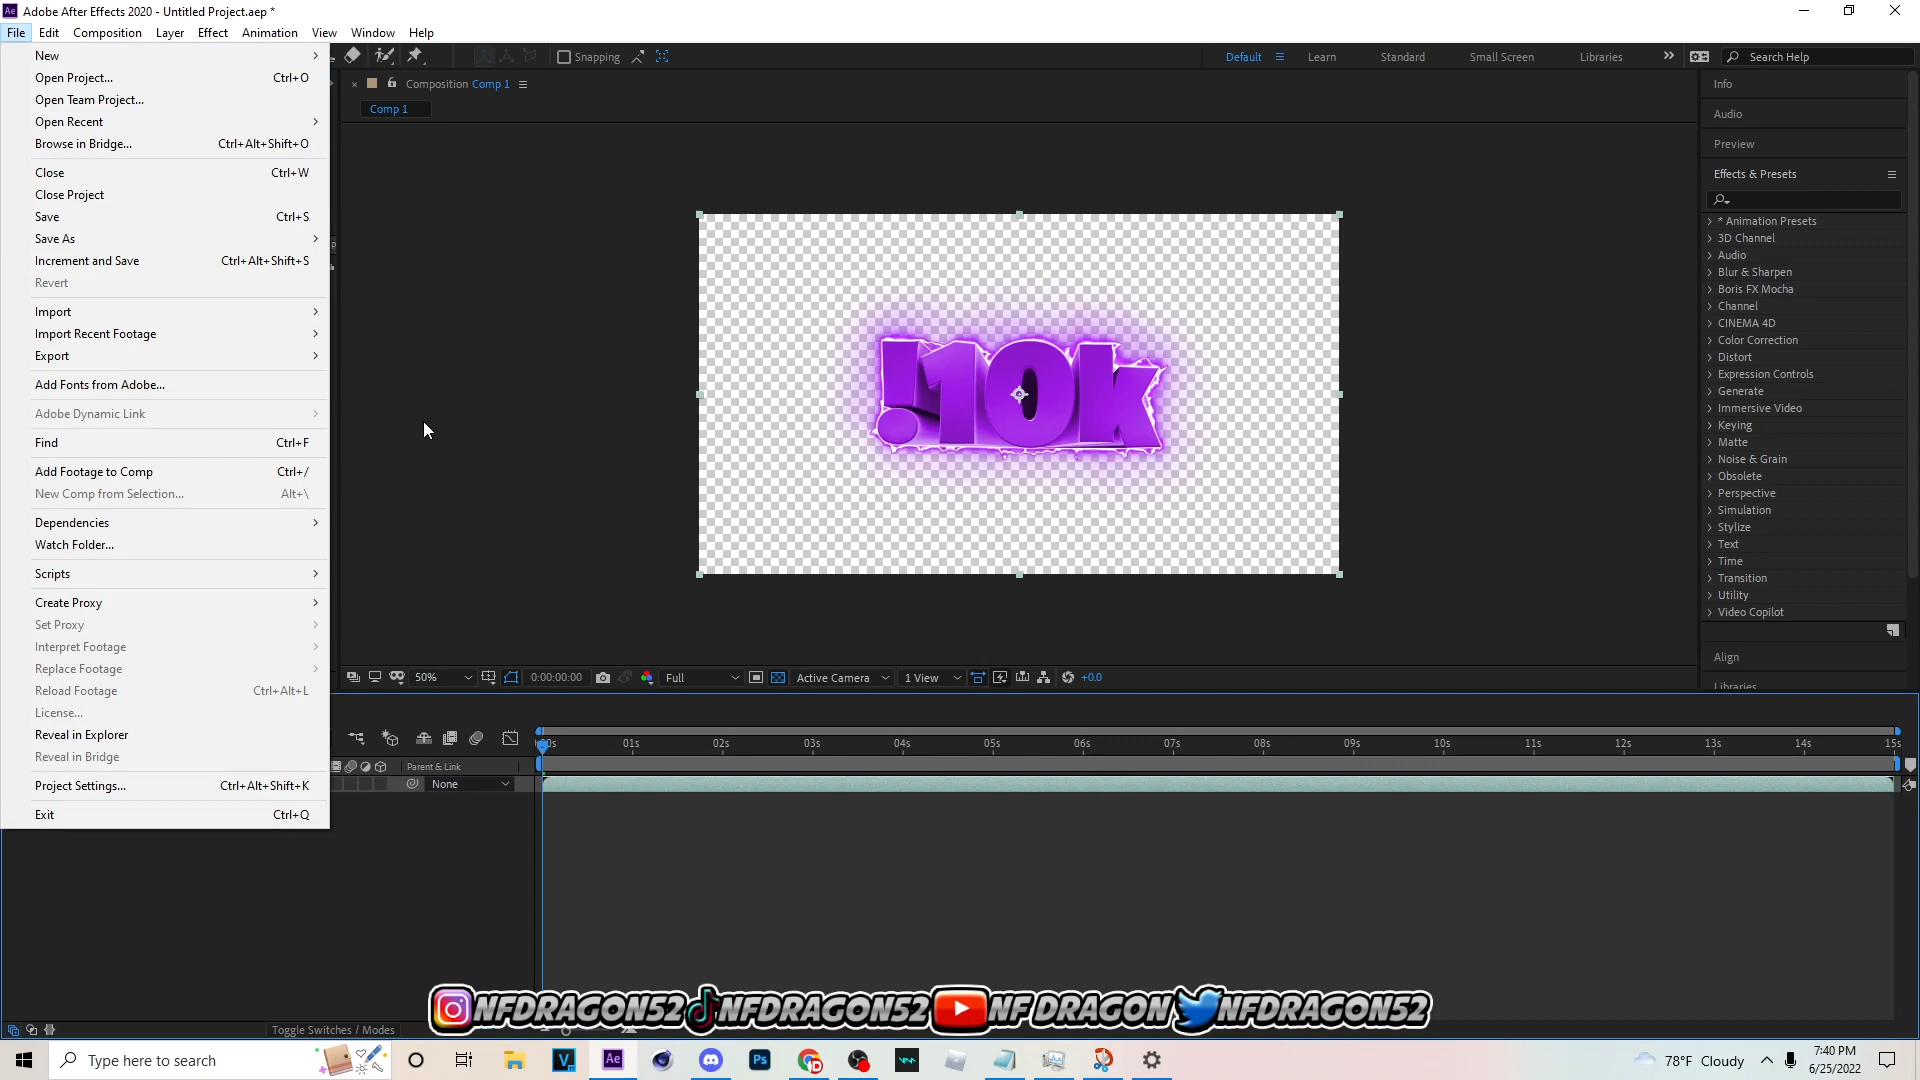 Adobe After Effects 2020 - Untitled Project.aep *
File Edit Composition Layer Effect Animation View Window Help
Snapping
Default Learn Standard Small Screen Libraries Search Help
New
Open Project... Ctrl+O
Open Team Project...
Open Recent
Browse in Bridge... Ctrl+Alt+Shift+O
Close Ctrl+W
Close Project
Save Ctrl+S
Save As
Increment and Save Ctrl+Alt+Shift+S
Revert
Import
Import Recent Footage
Export
Add Fonts from Adobe...
Adobe Dynamic Link
Find Ctrl+F
Add Footage to Comp Ctrl+/
New Comp from Selection... Alt+\
Dependencies
Watch Folder...
Scripts
Create Proxy
Set Proxy
Interpret Footage
Replace Footage
Reload Footage Ctrl+Alt+L
License...
Reveal in Explorer
Reveal in Bridge
Project Settings... Ctrl+Alt+Shift+K
Exit Ctrl+Q
Composition Comp 1
Comp 1
!10k
50% 0:00:00:00 Full Active Camera 1 View +0.0
Info
Audio
Preview
Effects & Presets
* Animation Presets
3D Channel
Audio
Blur & Sharpen
Boris FX Mocha
Channel
CINEMA 4D
Color Correction
Distort
Expression Controls
Generate
Immersive Video
Keying
Matte
Noise & Grain
Obsolete
Perspective
Simulation
Stylize
Text
Time
Transition
Utility
Video Copilot
Align
Libraries
01s 02s 03s 04s 05s 06s 07s 08s 09s 10s 11s 12s 13s 14s 15s
Parent & Link
None
NFDRAGON52 NFDRAGON52 NF DRAGON NFDRAGON52
Toggle Switches / Modes
Type here to search
78°F Cloudy
7:40 PM
6/25/2022